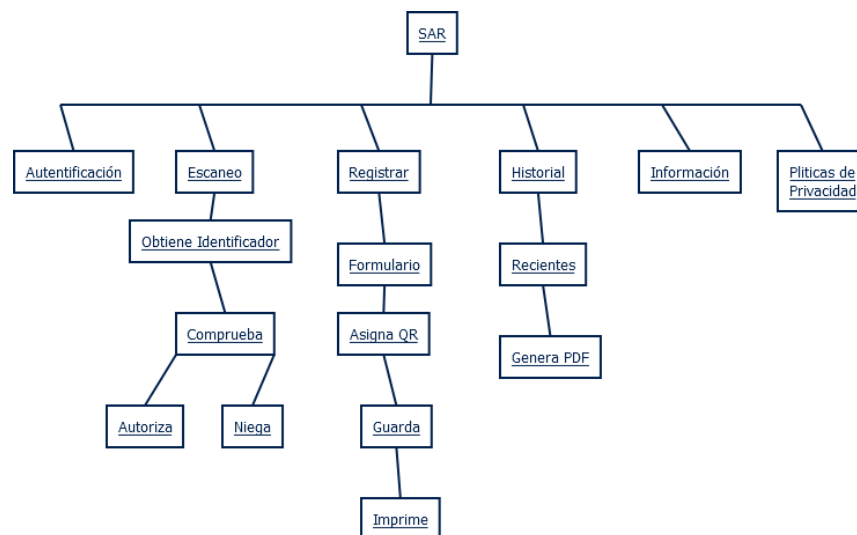 SAR
Autentificación
Escaneo
Registrar
Historial
Información
Pliticas de
Privacidad
Obtiene Identificador
Formulario
Recientes
Comprueba
Asigna QR
Genera PDF
Autoriza
Niega
Guarda
Imprime